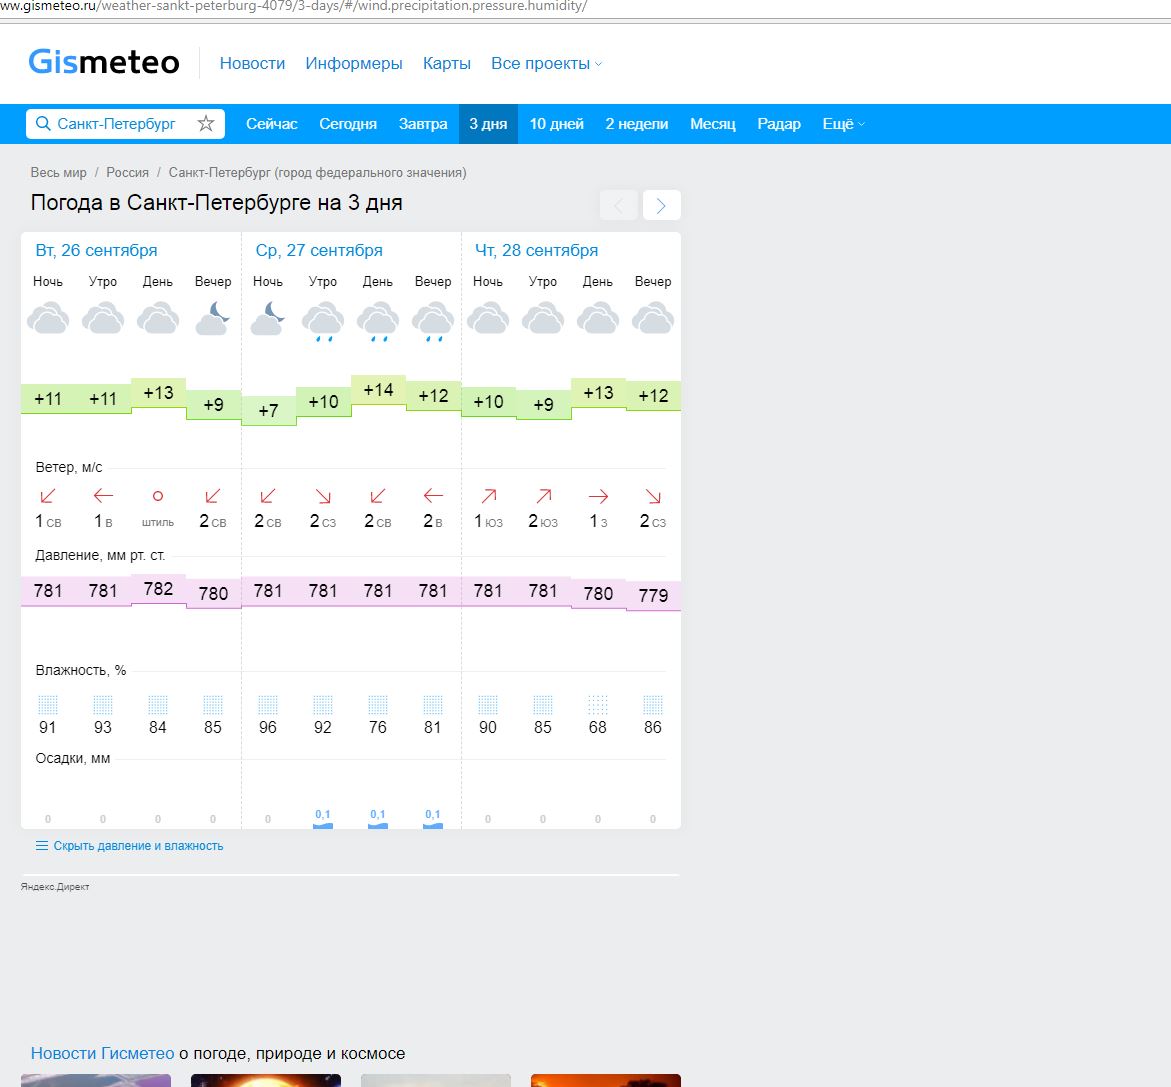 ww.gismeteo.ru/weather-sankt-peterburg-4079/3-days/#/wind.precipitation.pressure.humidity/
Gismeteo Новости Информеры Карты Все проекты
Санкт-Петербург Сейчас Сегодня Завтра 3 дня 10 дней 2 недели Месяц Радар Ещё
Весь мир / Россия / Санкт-Петербург (город федерального значения)
Погода в Санкт-Петербурге на 3 дня
Вт, 26 сентября Ср, 27 сентября Чт, 28 сентября
Ночь Утро День Вечер Ночь Утро День Вечер Ночь Утро День Вечер
+11 +11 +13 +9 +7 +10 +14 +12 +10 +9 +13 +12
Ветер, м/с
1 СВ 1 В штиль 2 СВ 2 СВ 2 СЗ 2 СВ 2 В 1 ЮЗ 2 ЮЗ 1 З 2 СЗ
Давление, мм рт. ст.
781 781 782 780 781 781 781 781 781 781 780 779
Влажность, %
91 93 84 85 96 92 76 81 90 85 68 86
Осадки, мм
0 0 0 0 0 0,1 0,1 0,1 0 0 0 0
Скрыть давление и влажность
Яндекс.Директ
Новости Гисметео о погоде, природе и космосе